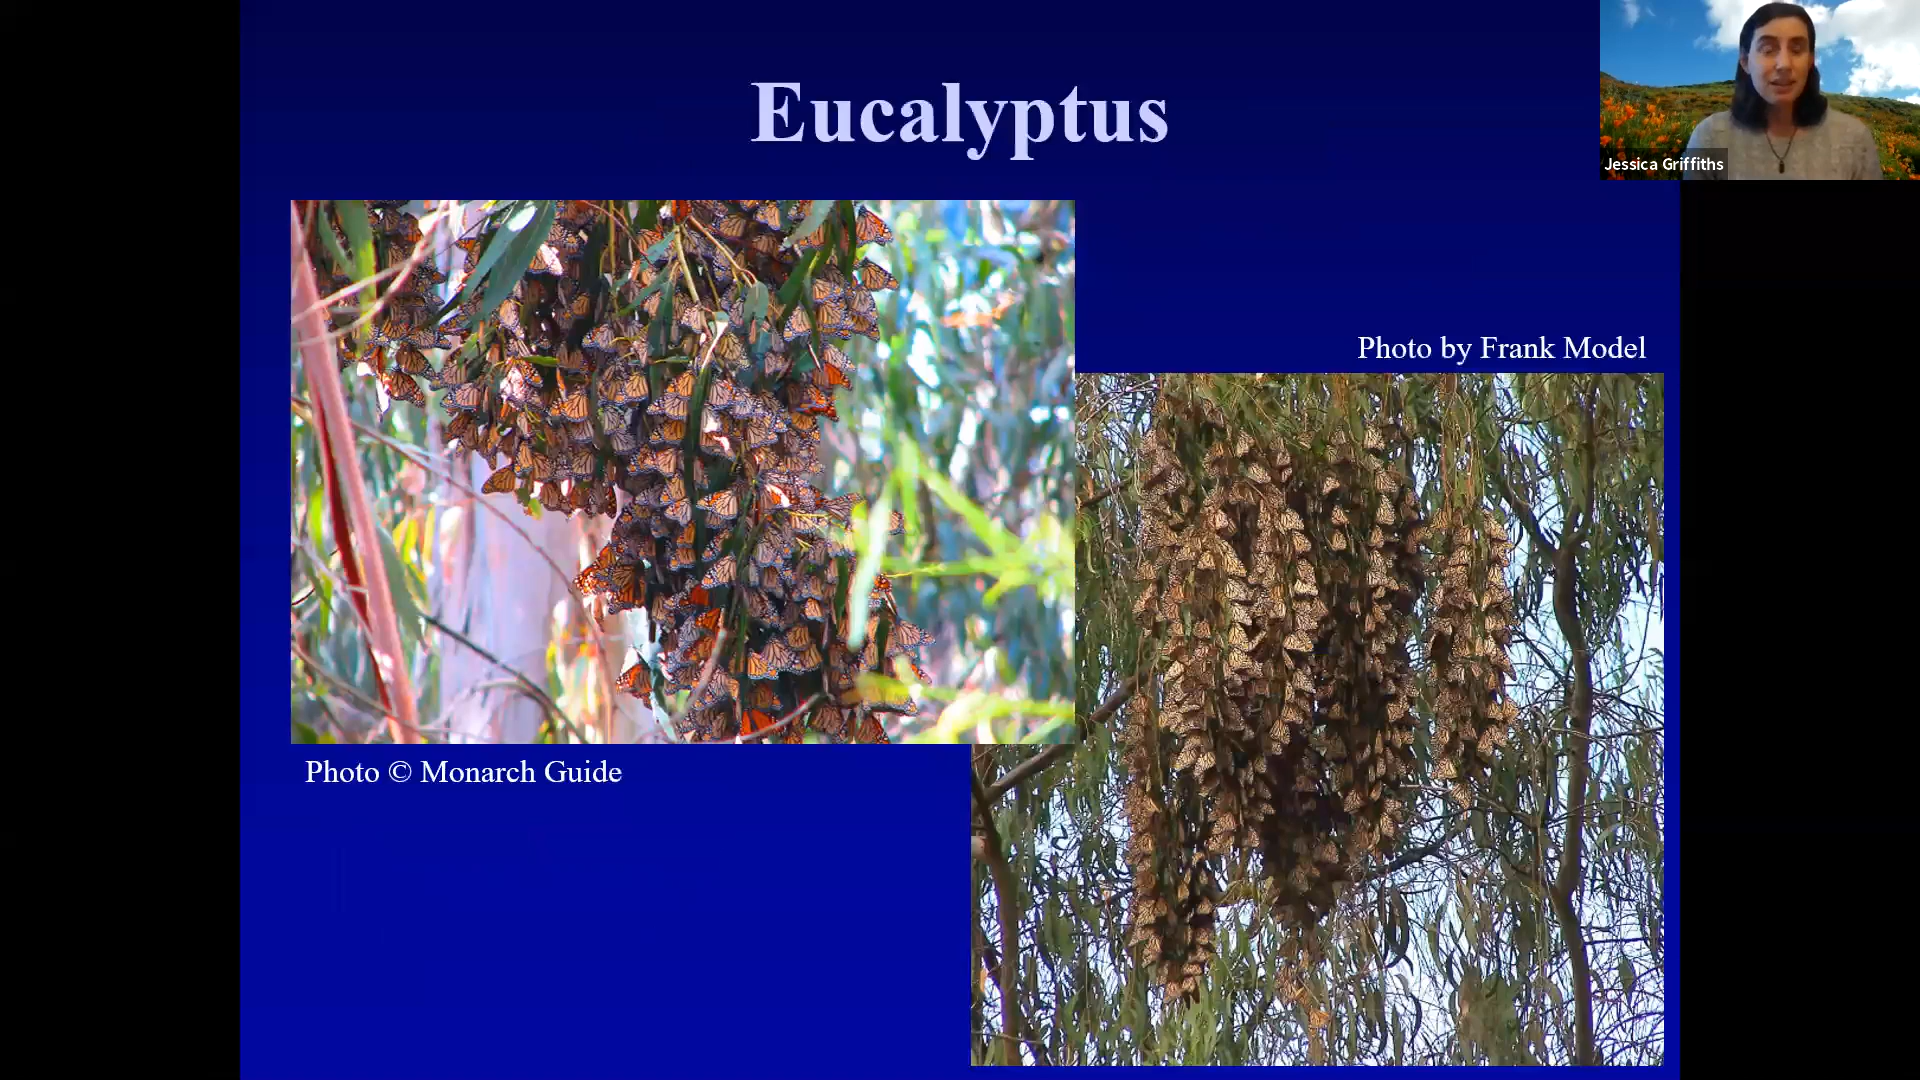 Eucalyptus
Jessica Griffiths
Photo by Frank Model
Photo © Monarch Guide